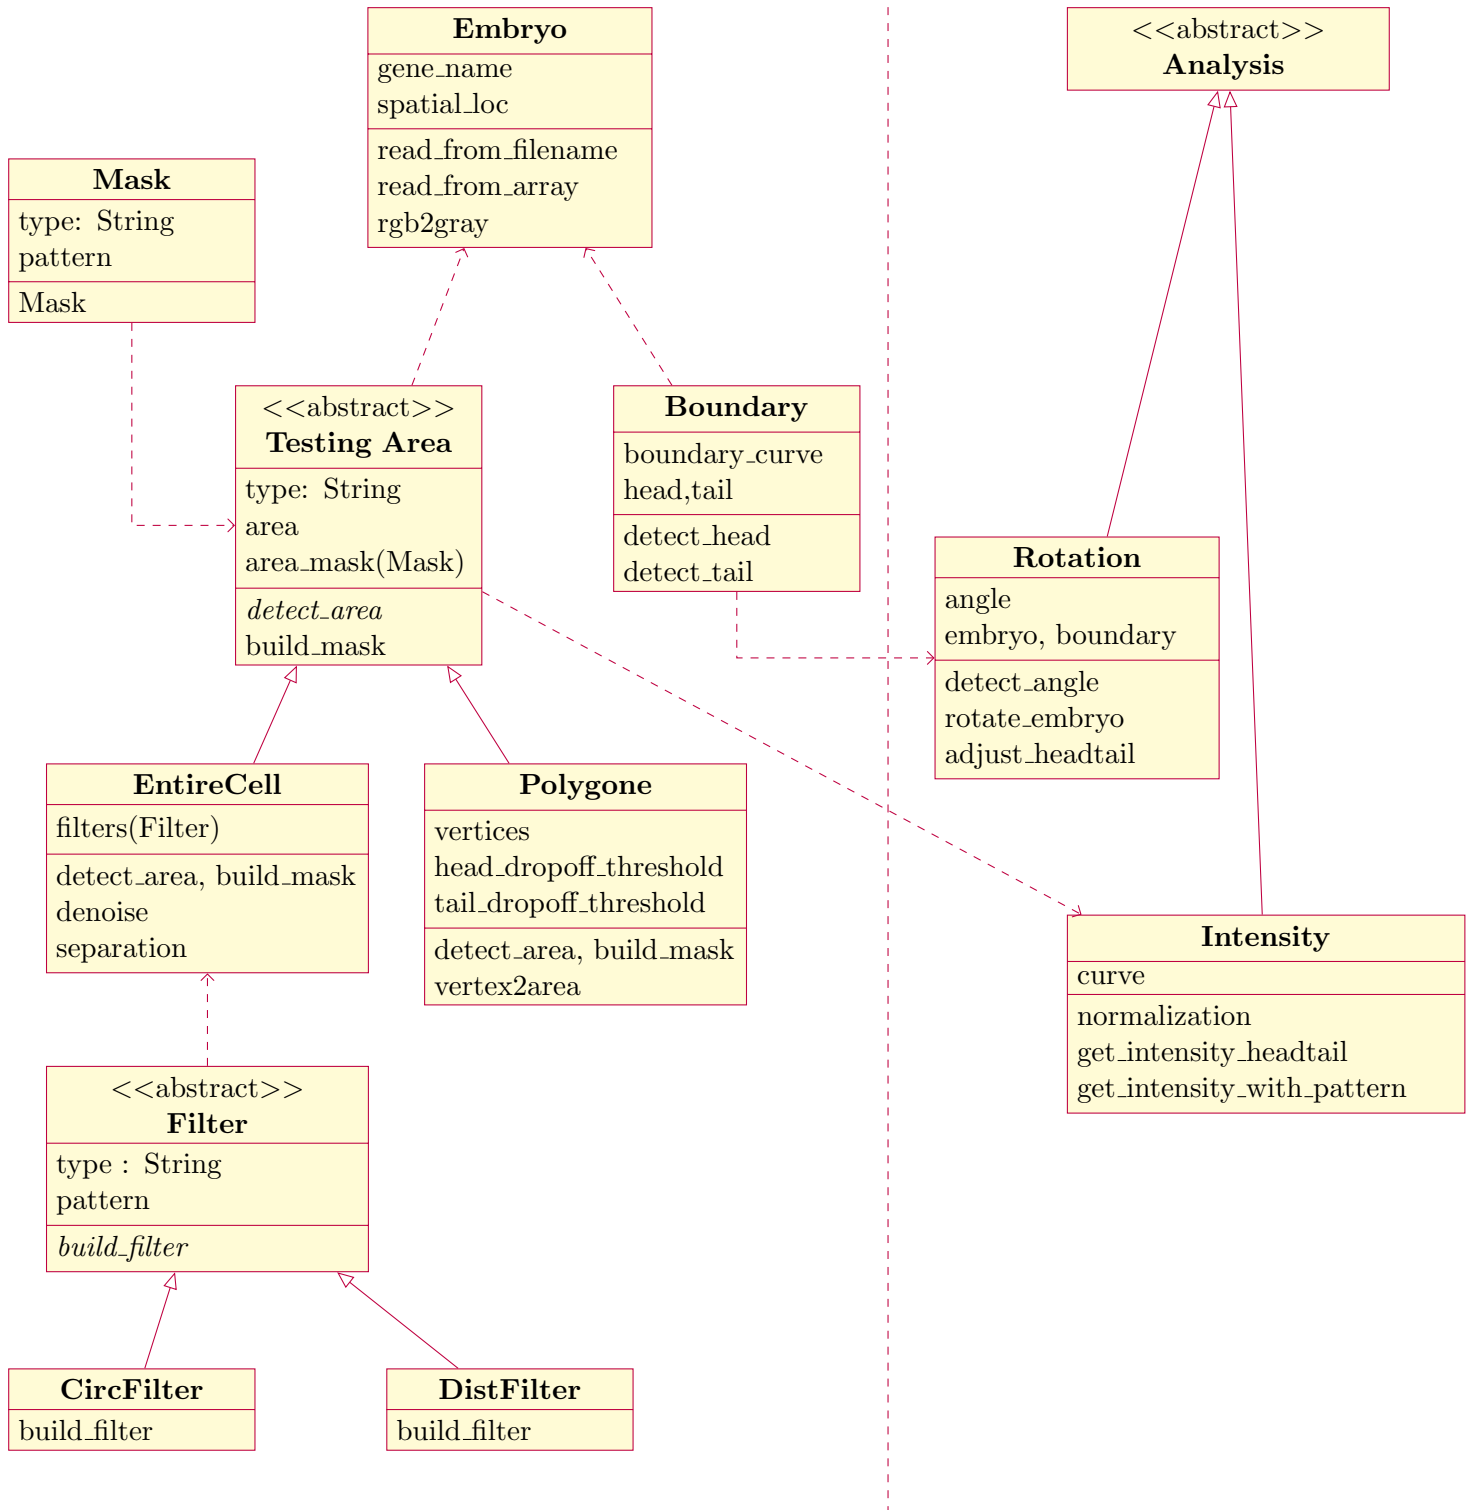 Embryo
gene_name
spatial_loc
read_from_filename
read_from_array
rgb2gray
<<abstract>>
Analysis
Mask
type: String
pattern
Mask
<<abstract>>
Testing Area
type: String
area
area_mask(Mask)
detect_area
build_mask
Boundary
boundary_curve
head,tail
detect_head
detect_tail
Rotation
angle
embryo, boundary
detect_angle
rotate_embryo
adjust_headtail
EntireCell
filters(Filter)
detect_area, build_mask
denoise
separation
Polygone
vertices
head_dropoff_threshold
tail_dropoff_threshold
detect_area, build_mask
vertex2area
Intensity
curve
normalization
get_intensity_headtail
get_intensity_with_pattern
<<abstract>>
Filter
type : String
pattern
build_filter
CircFilter
build_filter
DistFilter
build_filter